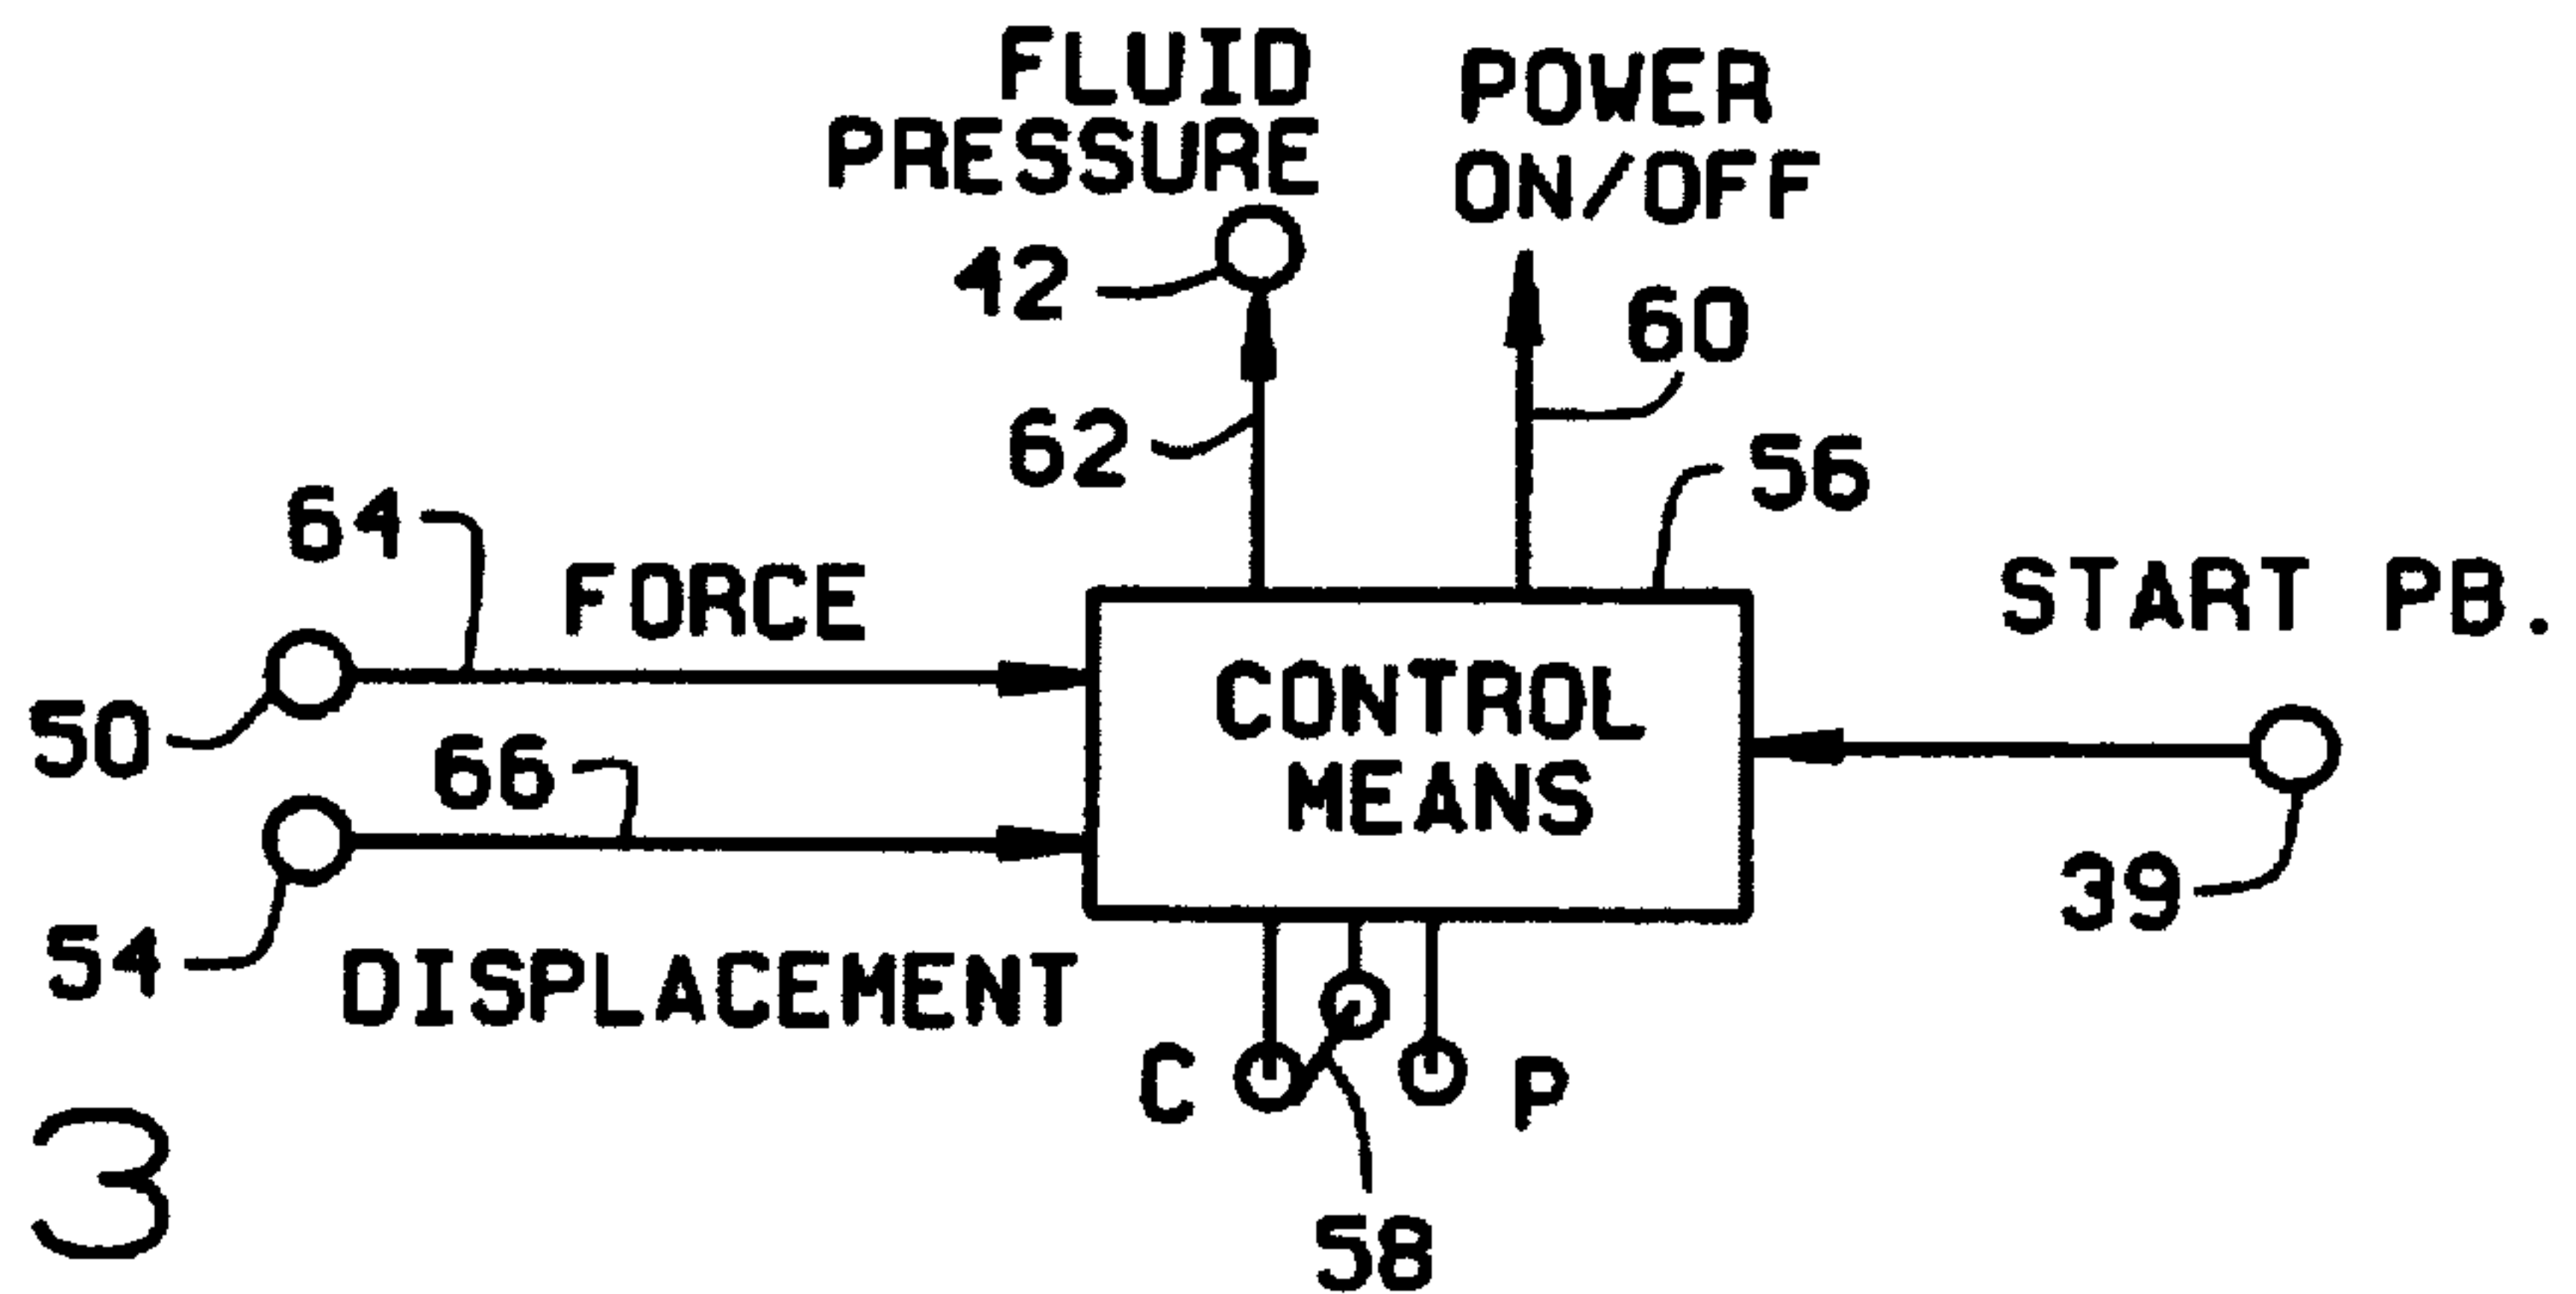 FLUID
PRESSURE
POWER
ON/OFF
42
60
62
56
64
FORCE
START PB.
50
66
CONTROL
MEANS
39
54
DISPLACEMENT
C
P
58
3